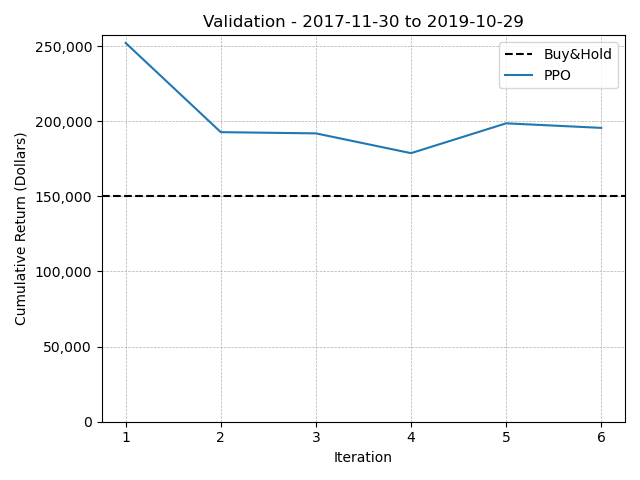 Validation - 2017-11-30 to 2019-10-29
Buy&Hold
PPO
Cumulative Return (Dollars)
250,000
200,000
150,000
100,000
50,000
0
1 2 3 4 5 6
Iteration